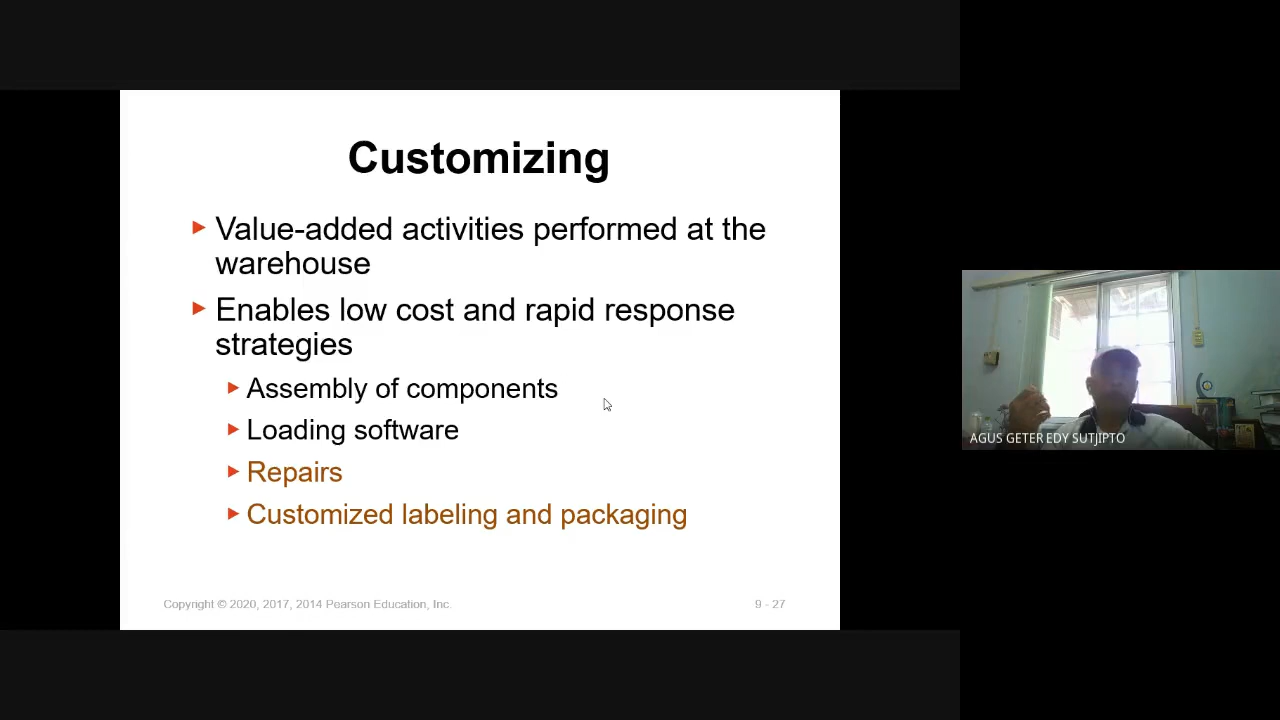 Customizing
Value-added activities performed at the
warehouse
Enables low cost and rapid response
strategies
Assembly of components
Loading software
Repairs
Customized labeling and packaging
Copyright © 2020, 2017, 2014 Pearson Education, Inc.
9 - 27
AGUS GETER EDY SUTJIPTO